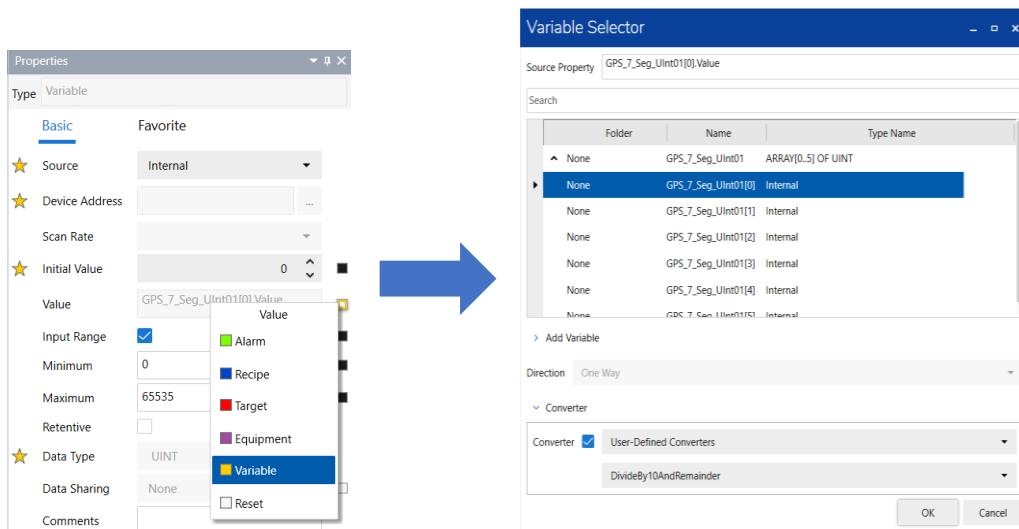 Properties
Type Variable
Basic Favorite
Source Internal
Device Address ...
Scan Rate
Initial Value 0
Value GPS_7_Seg_UInt01[0].Value
Input Range
Minimum 0
Maximum 65535
Retentive
Data Type UINT
Data Sharing None
Comments
Value
Alarm
Recipe
Target
Equipment
Variable
Reset
Variable Selector
Source Property GPS_7_Seg_UInt01[0].Value
Search
Folder Name Type Name
None GPS_7_Seg_UInt01 ARRAY[0..5] OF UINT
None GPS_7_Seg_UInt01[0] Internal
None GPS_7_Seg_UInt01[1] Internal
None GPS_7_Seg_UInt01[2] Internal
None GPS_7_Seg_UInt01[3] Internal
None GPS_7_Seg_UInt01[4] Internal
None GPS_7_Seg_UInt01[5] Internal
Add Variable
Direction One Way
Converter
Converter User-Defined Converters
DivideBy10AndRemainder
OK Cancel